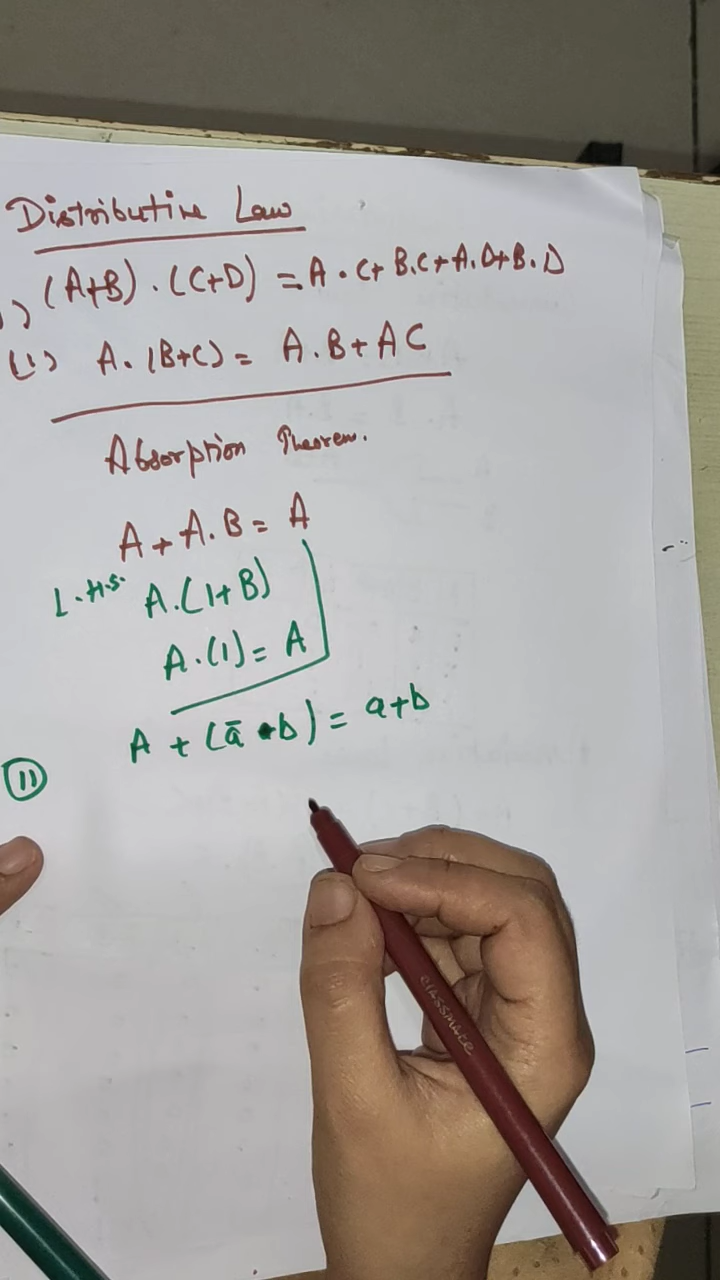 Distributive Law
(A+B) . (C+D) = A . C + B.C + A.D + B . D
A . (B+C) = A . B + AC
Absorption Theorem.
A + A.B = A
L.H.S. A.(1+B)
A.(1) = A
(11) A + (ā . b) = a+b
classmate